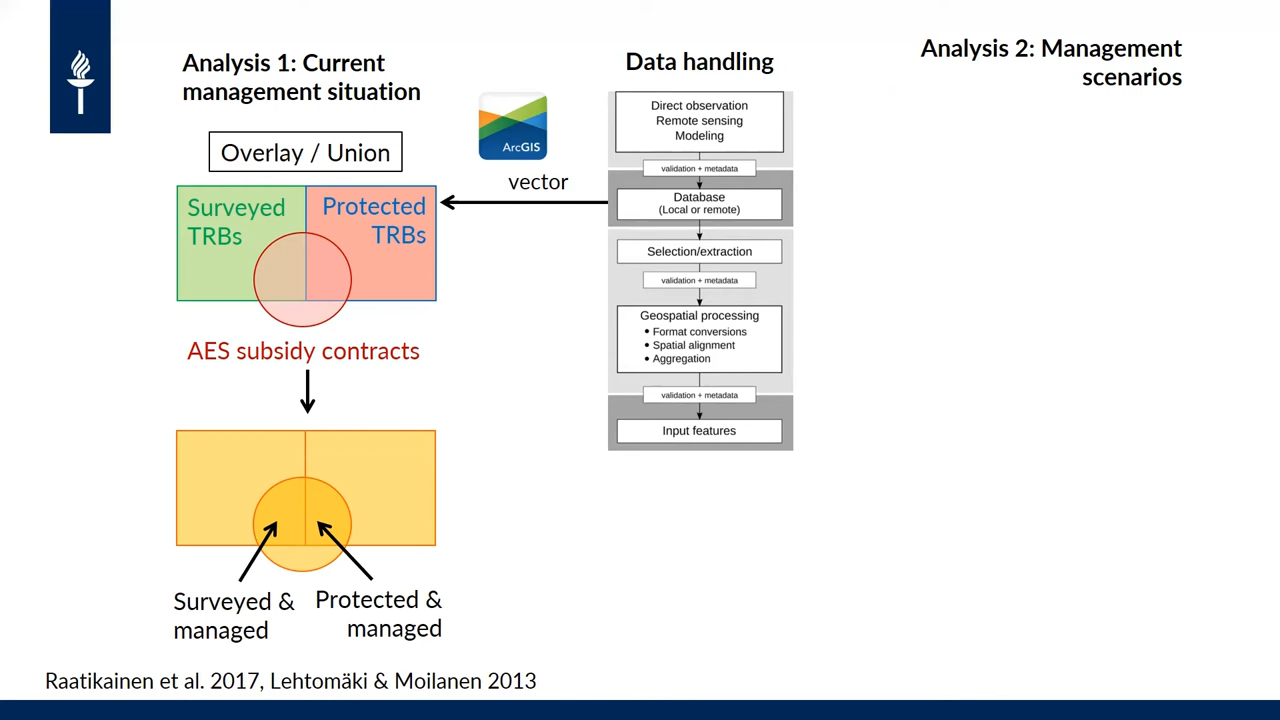 Analysis 1: Current
management situation
Overlay / Union
Surveyed
TRBs
Protected
TRBs
AES subsidy contracts
Surveyed &
managed
Protected &
managed
ArcGIS
vector
Data handling
Direct observation
Remote sensing
Modeling
validation + metadata
Database
(Local or remote)
Selection/extraction
validation + metadata
Geospatial processing
• Format conversions
• Spatial alignment
• Aggregation
validation + metadata
Input features
Analysis 2: Management
scenarios
Raatikainen et al. 2017, Lehtomäki & Moilanen 2013